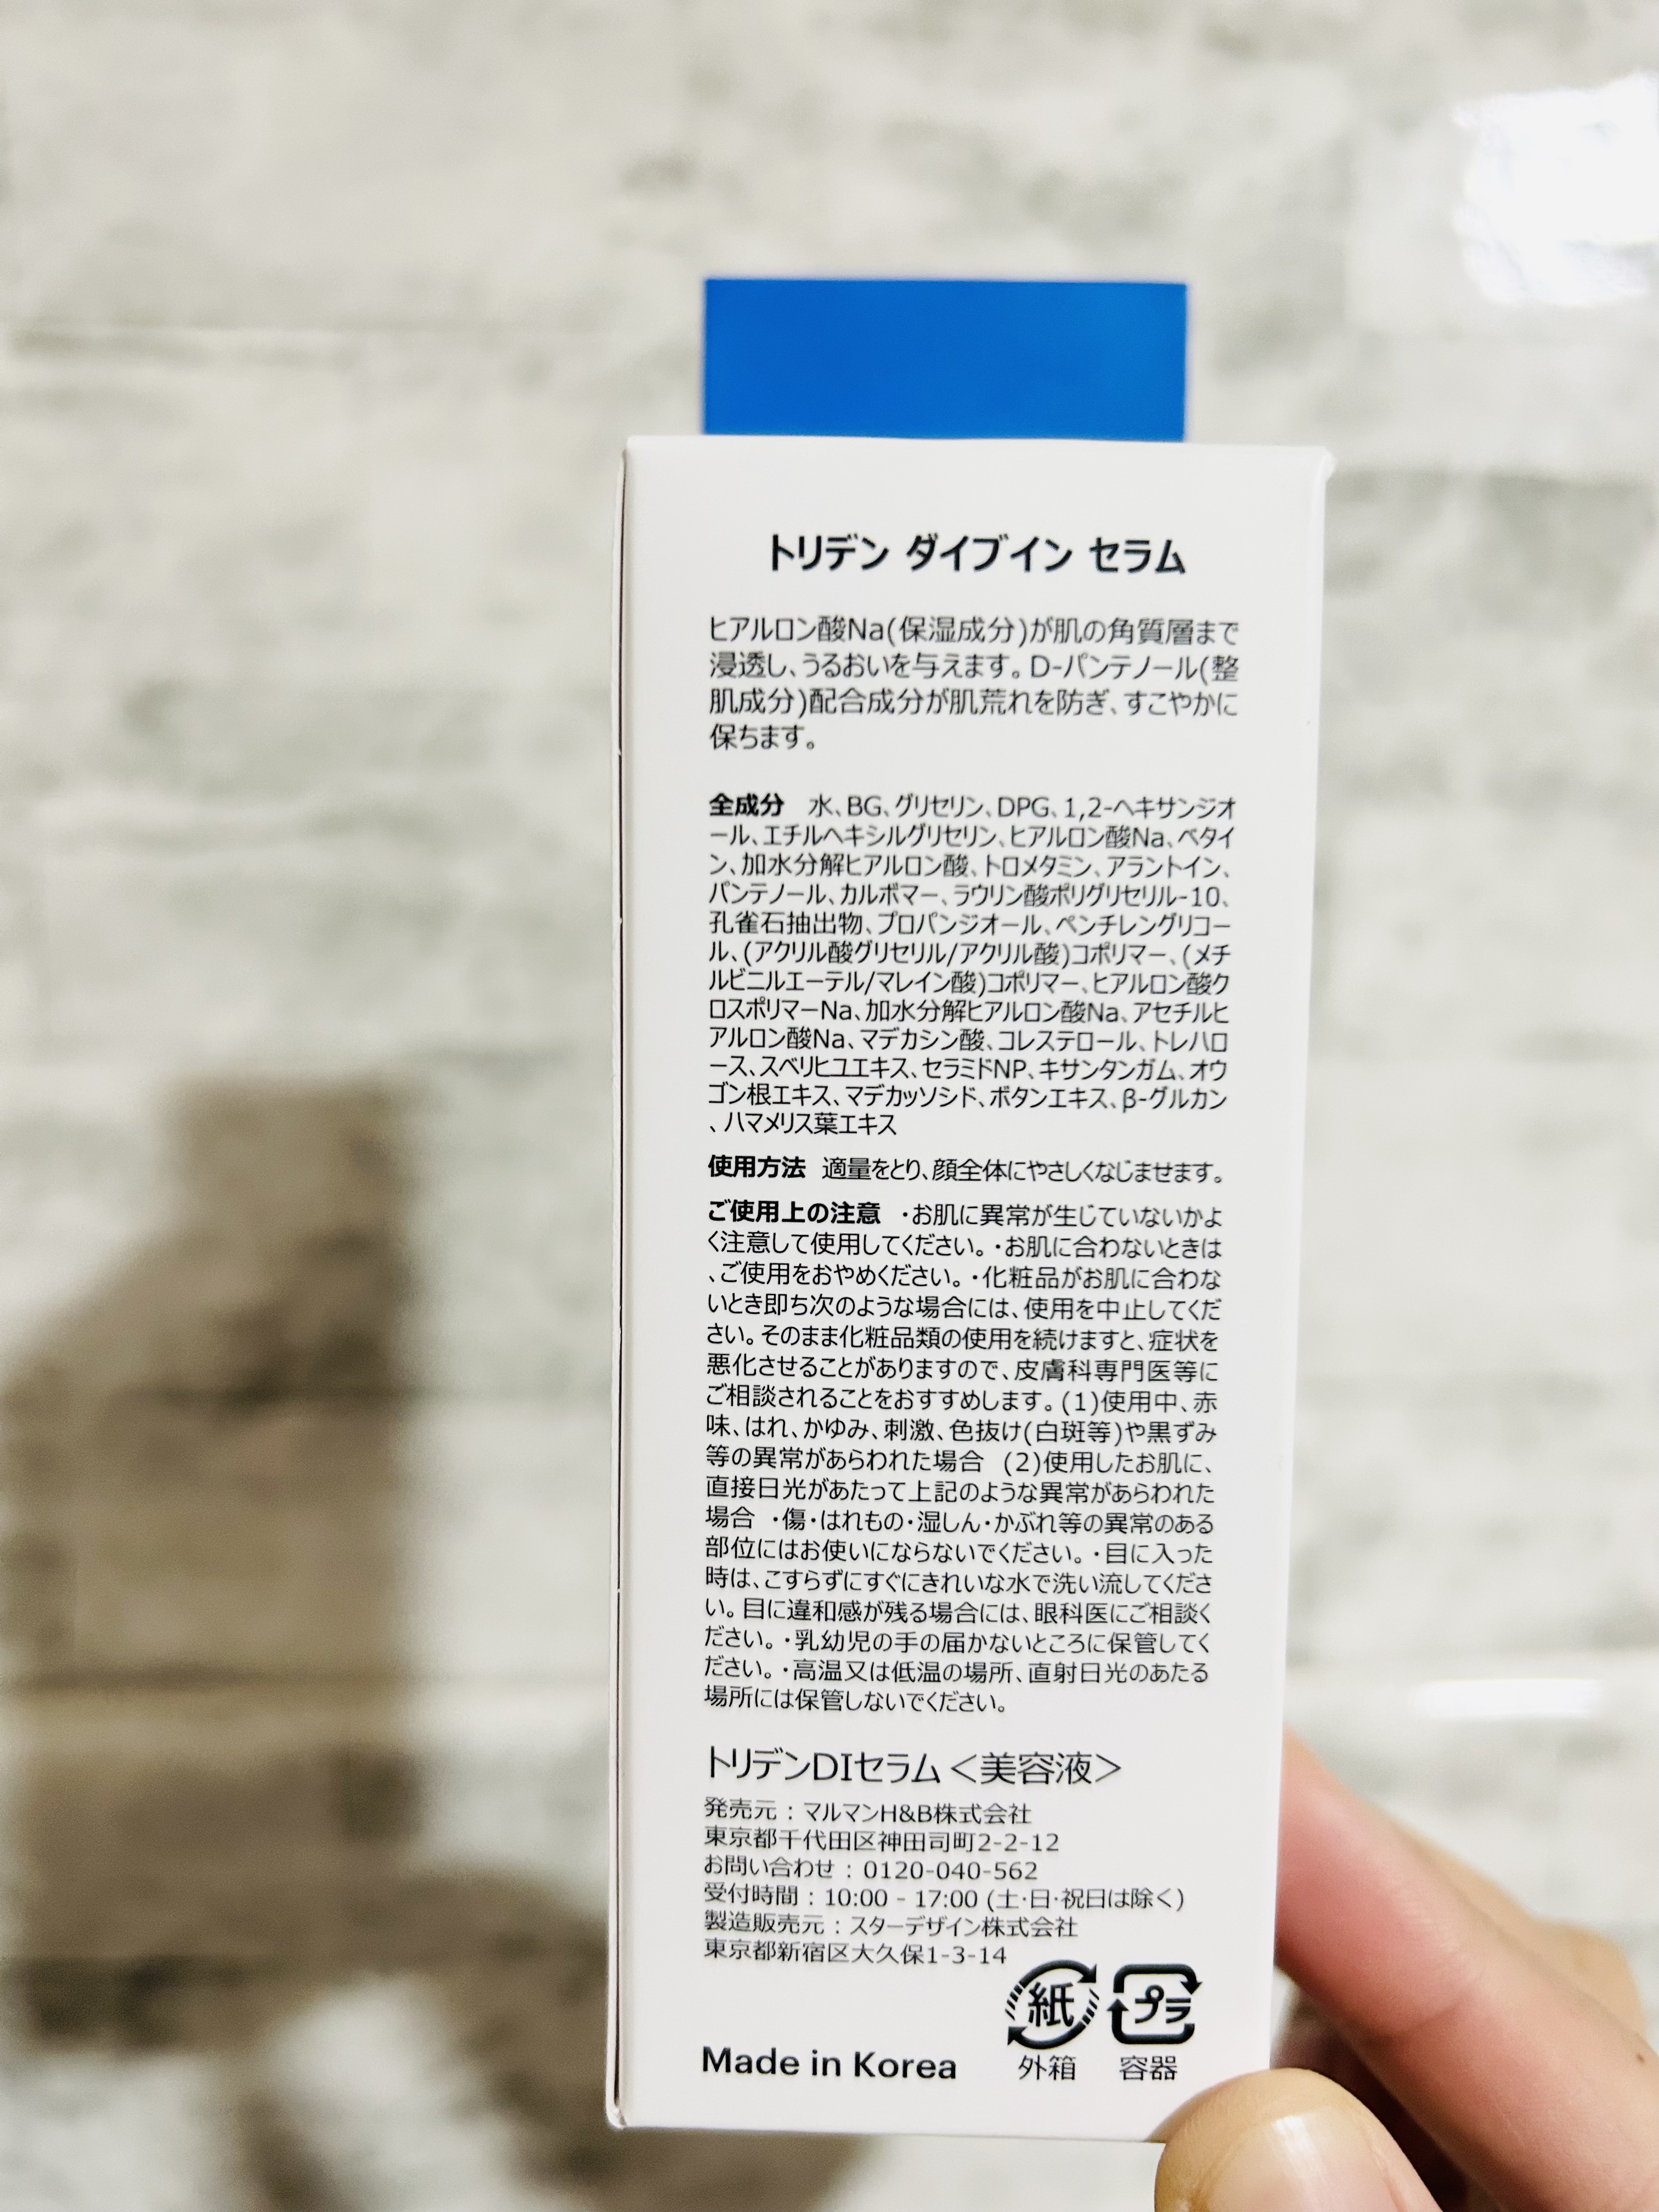 トリデン ダイブイン セラム
ヒアルロン酸Na(保湿成分)が肌の角質層まで
浸透し、うるおいを与えます。D-パンテノール(整
肌成分)配合成分が肌荒れを防ぎ、すこやかに
保ちます。
全成分 水、BG、グリセリン、DPG、1,2-ヘキサンジオ
ール、エチルヘキシルグリセリン、ヒアルロン酸Na、ベタイ
ン、加水分解ヒアルロン酸、トロメタミン、アラントイン、
パンテノール、カルボマー、ラウリン酸ポリグリセリル-10、
孔雀石抽出物、プロパンジオール、ペンチレングリコー
ル、(アクリル酸グリセリル/アクリル酸)コポリマー、(メチ
ルビニルエーテル/マレイン酸)コポリマー、ヒアルロン酸ク
ロスポリマーNa、加水分解ヒアルロン酸Na、アセチルヒ
アルロン酸Na、マデカシン酸、コレステロール、トレハロ
ース、スベリヒユエキス、セラミドNP、キサンタンガム、オウ
ゴン根エキス、マデカッソシド、ボタンエキス、β-グルカン
、ハマメリス葉エキス
使用方法 適量をとり、顔全体にやさしくなじませます。
ご使用上の注意 ・お肌に異常が生じていないかよ
く注意して使用してください。・お肌に合わないときは
、ご使用をおやめください。・化粧品がお肌に合わな
いとき即ち次のような場合には、使用を中止してくだ
さい。そのまま化粧品類の使用を続けますと、症状を
悪化させることがありますので、皮膚科専門医等に
ご相談されることをおすすめします。(1)使用中、赤
味、はれ、かゆみ、刺激、色抜け(白斑等)や黒ずみ
等の異常があらわれた場合 (2)使用したお肌に、
直接日光があたって上記のような異常があらわれた
場合 ・傷・はれもの・湿しん・かぶれ等の異常のある
部位にはお使いにならないでください。・目に入った
時は、こすらずにすぐにきれいな水で洗い流してくださ
い。目に違和感が残る場合には、眼科医にご相談く
ださい。・乳幼児の手の届かないところに保管してく
ださい。・高温又は低温の場所、直射日光のあたる
場所には保管しないでください。
トリデンDIセラム＜美容液＞
発売元：マルマンH&B株式会社
東京都千代田区神田司町2-2-12
お問い合わせ：0120-040-562
受付時間：10:00 - 17:00 (土・日・祝日は除く)
製造販売元：スターデザイン株式会社
東京都新宿区大久保1-3-14
紙 プラ
Made in Korea 外箱 容器